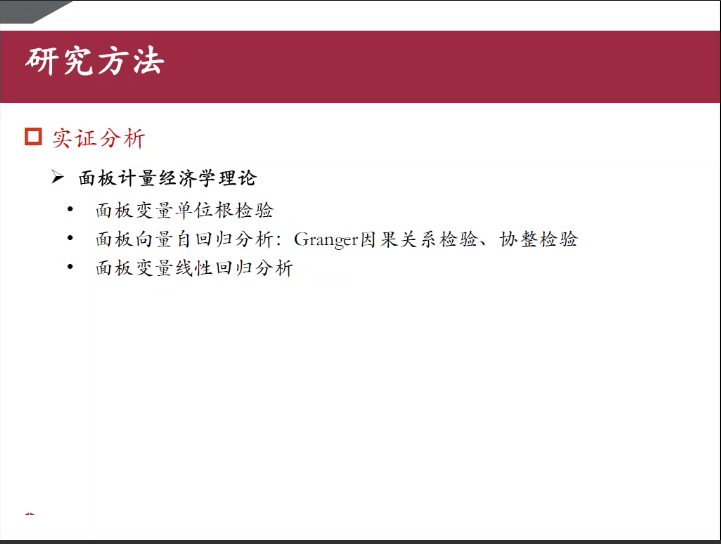 研究方法
实证分析
面板计量经济学理论
面板变量单位根检验
面板向量自回归分析：Granger因果关系检验、协整检验
面板变量线性回归分析